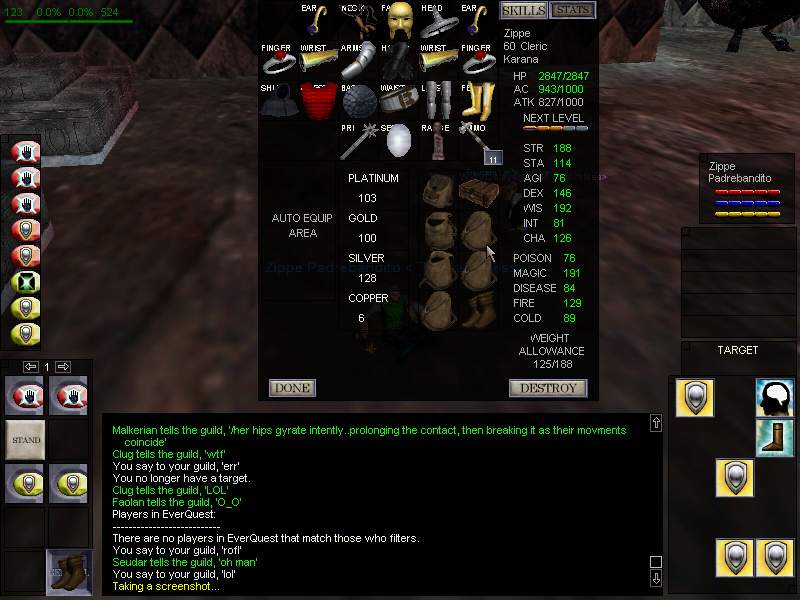 123 0.0% 0.0% 524
EAR NECK FACE HEAD EAR
FINGER WRIST ARMS WRIST FINGER
WAIST
PRI RANGE AMMO
11
SKILLS STATS
Zippe
60 Cleric
Karana
HP 2847/2847
AC 943/1000
ATK 827/1000
NEXT LEVEL
STR 188
STA 114
AGI 76
DEX 146
WIS 192
INT 81
CHA 126
POISON 76
MAGIC 191
DISEASE 84
FIRE 129
COLD 89
WEIGHT
ALLOWANCE
125/188
PLATINUM
103
GOLD
100
SILVER
128
COPPER
6
AUTO EQUIP
AREA
Zippe Padrebandito
DONE
DESTROY
Zippe
Padrebandito
TARGET
1
STAND
Malkerian tells the guild, '/her hips gyrate intently..prolonging the contact, then breaking it as their movments
coincide'
Clug tells the guild, 'wtf'
You say to your guild, 'err'
You no longer have a target.
Clug tells the guild, 'LOL'
Faolan tells the guild, 'O_O'
Players in EverQuest:
---------------------------
There are no players in EverQuest that match those who filters.
You say to your guild, 'rofl'
Seudar tells the guild, 'oh man'
You say to your guild, 'lol'
Taking a screenshot...